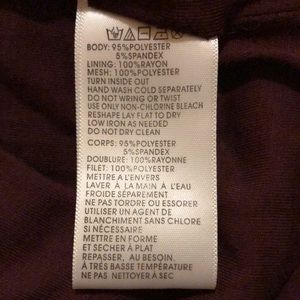 BODY: 95%POLYESTER
5%SPANDEX
LINING: 100%RAYON
MESH: 100%POLYESTER
TURN INSIDE OUT
HAND WASH COLD SEPARATELY
DO NOT WRING OR TWIST
USE ONLY NON-CHLORINE BLEACH
RESHAPE LAY FLAT TO DRY
LOW IRON AS NEEDED
DO NOT DRY CLEAN
CORPS: 95%POLYESTER
5%SPANDEX
DOUBLURE: 100%RAYONNE
FILET: 100%POLYESTER
METTRE A L'ENVERS
LAVER À LA MAIN À L'EAU
FROIDE SÉPARÉMENT
NE PAS TORDRE OU ESSORER
UTILISER UN AGENT DE
BLANCHIMENT SANS CHLORE
SI NÉCESSAIRE
METTRE EN FORME
ET SÉCHER À PLAT
REPASSER, AU BESOIN,
À TRÈS BASSE TEMPÉRATURE
NE PAS NETTOYER À SEC